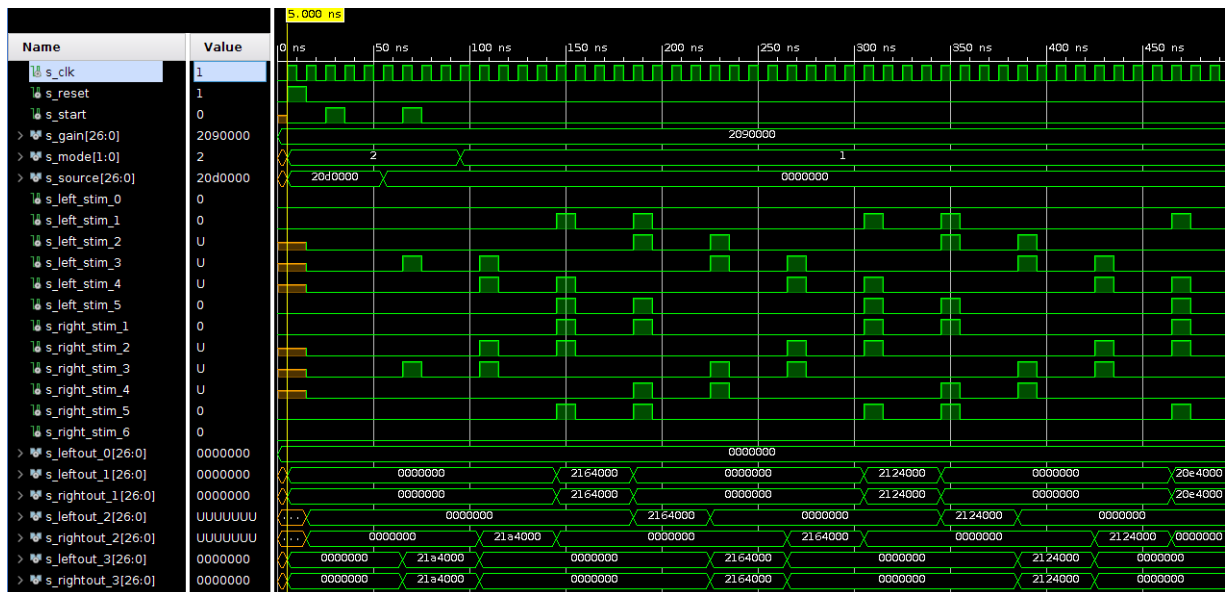 5.000 ns
Name Value
0 ns 50 ns 100 ns 150 ns 200 ns 250 ns 300 ns 350 ns 400 ns 450 ns
s_clk 1
s_reset 1
s_start 0
s_gain[26:0] 2090000 2090000
s_mode[1:0] 2 2 1
s_source[26:0] 20d0000 20d0000 0000000
s_left_stim_0 0
s_left_stim_1 0
s_left_stim_2 U
s_left_stim_3 U
s_left_stim_4 U
s_left_stim_5 0
s_right_stim_1 0
s_right_stim_2 U
s_right_stim_3 U
s_right_stim_4 U
s_right_stim_5 0
s_right_stim_6 0
s_leftout_0[26:0] 0000000 0000000
s_leftout_1[26:0] 0000000 0000000 2164000 0000000 2124000 0000000 20e4000
s_rightout_1[26:0] 0000000 0000000 2164000 0000000 2124000 0000000 20e4000
s_leftout_2[26:0] UUUUUUU ... 0000000 2164000 0000000 2124000 0000000
s_rightout_2[26:0] UUUUUUU ... 0000000 21a4000 0000000 2164000 0000000 2124000 0000000
s_leftout_3[26:0] 0000000 0000000 21a4000 0000000 2164000 0000000 2124000 0000000
s_rightout_3[26:0] 0000000 0000000 21a4000 0000000 2164000 0000000 2124000 0000000